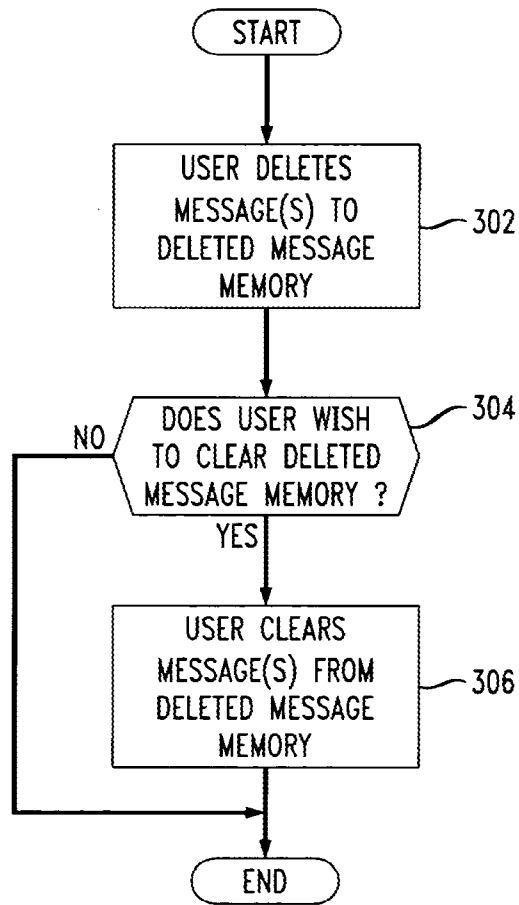 START
USER DELETES
MESSAGE(S) TO
DELETED MESSAGE
MEMORY
302
DOES USER WISH
TO CLEAR DELETED
MESSAGE MEMORY ?
304
NO
YES
USER CLEARS
MESSAGE(S) FROM
DELETED MESSAGE
MEMORY
306
END